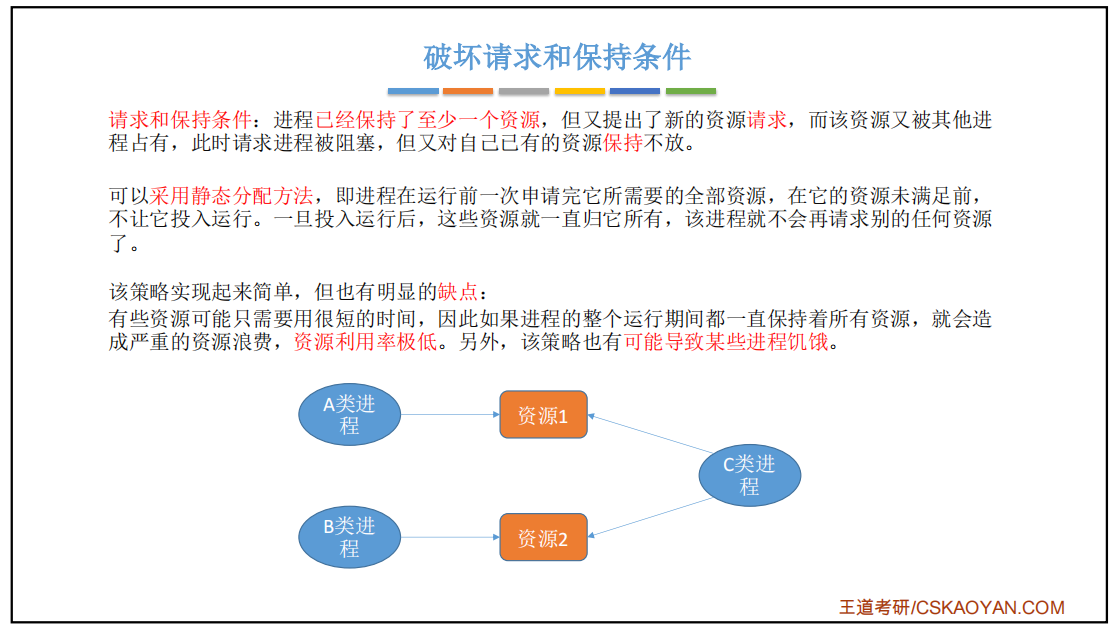 破坏请求和保持条件
请求和保持条件：进程已经保持了至少一个资源，但又提出了新的资源请求，而该资源又被其他进
程占有，此时请求进程被阻塞，但又对自己已有的资源保持不放。
可以采用静态分配方法，即进程在运行前一次申请完它所需要的全部资源，在它的资源未满足前，
不让它投入运行。一旦投入运行后，这些资源就一直归它所有，该进程就不会再请求别的任何资源
了。
该策略实现起来简单，但也有明显的缺点：
有些资源可能只需要用很短的时间，因此如果进程的整个运行期间都一直保持着所有资源，就会造
成严重的资源浪费，资源利用率极低。另外，该策略也有可能导致某些进程饥饿。
A类进
程
资源1
C类进
程
B类进
程
资源2
王道考研/CSKAOYAN.COM